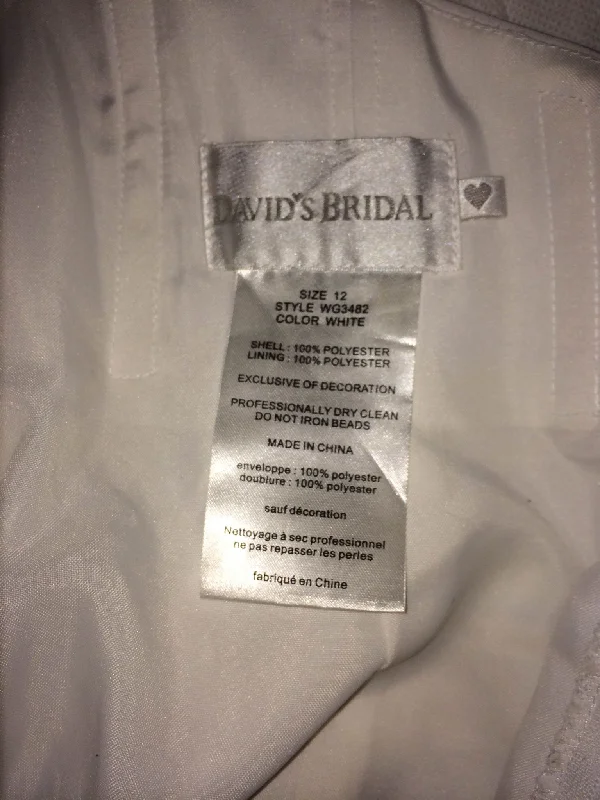 DAVID'S BRIDAL
SIZE 12
STYLE WG3482
COLOR WHITE
SHELL : 100% POLYESTER
LINING : 100% POLYESTER
EXCLUSIVE OF DECORATION
PROFESSIONALLY DRY CLEAN
DO NOT IRON BEADS
MADE IN CHINA
enveloppe : 100% polyester
doublure : 100% polyester
sauf décoration
Nettoyage à sec professionnel
ne pas repasser les perles
fabriqué en Chine